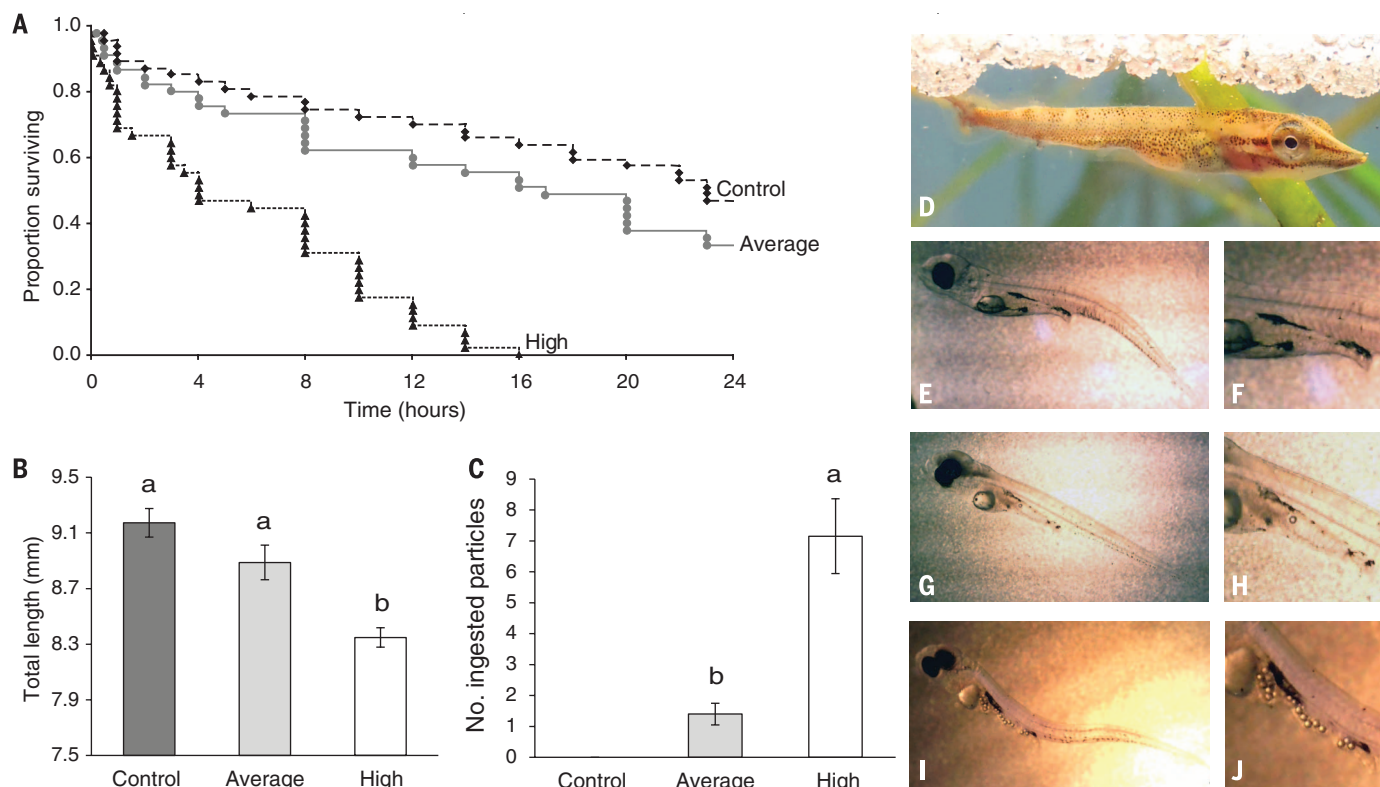 A
1.0
0.8
0.6
0.4
0.2
0.0
Proportion surviving
Control
Average
High
0 4 8 12 16 20 24
Time (hours)
B
9.5
9.1
8.7
8.3
7.9
7.5
Total length (mm)
a
a
b
Control Average High
C
9
8
7
6
5
4
3
2
1
0
No. ingested particles
b
a
Control Average High
D
E
F
G
H
I
J